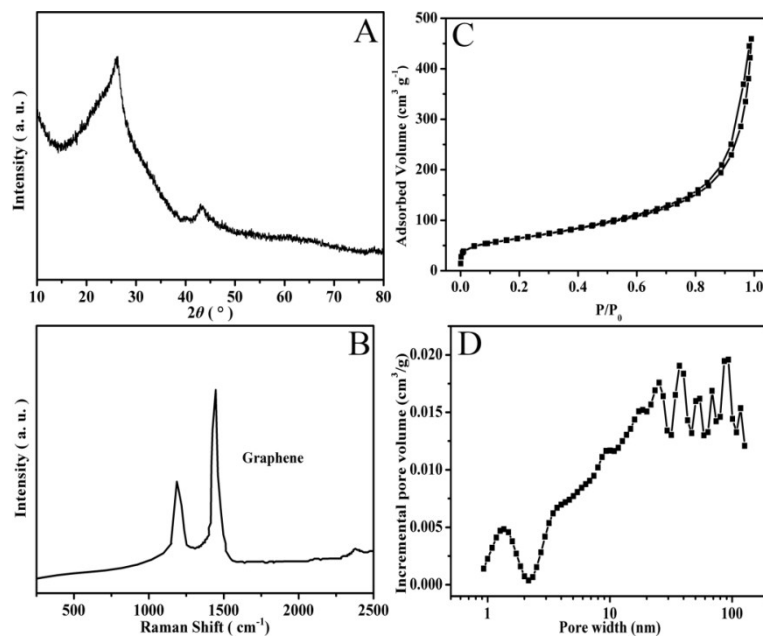 A
Intensity ( a. u. )
10 20 30 40 50 60 70 80
2θ ( ° )
B
Intensity ( a. u. )
Graphene
500 1000 1500 2000 2500
Raman Shift ( cm⁻¹ )
C
Adsorbed Volume (cm³ g⁻¹)
500
400
300
200
100
0
0.0 0.2 0.4 0.6 0.8 1.0
P/P₀
D
Incremental pore volume (cm³/g)
0.020
0.015
0.010
0.005
0.000
1 10 100
Pore width (nm)